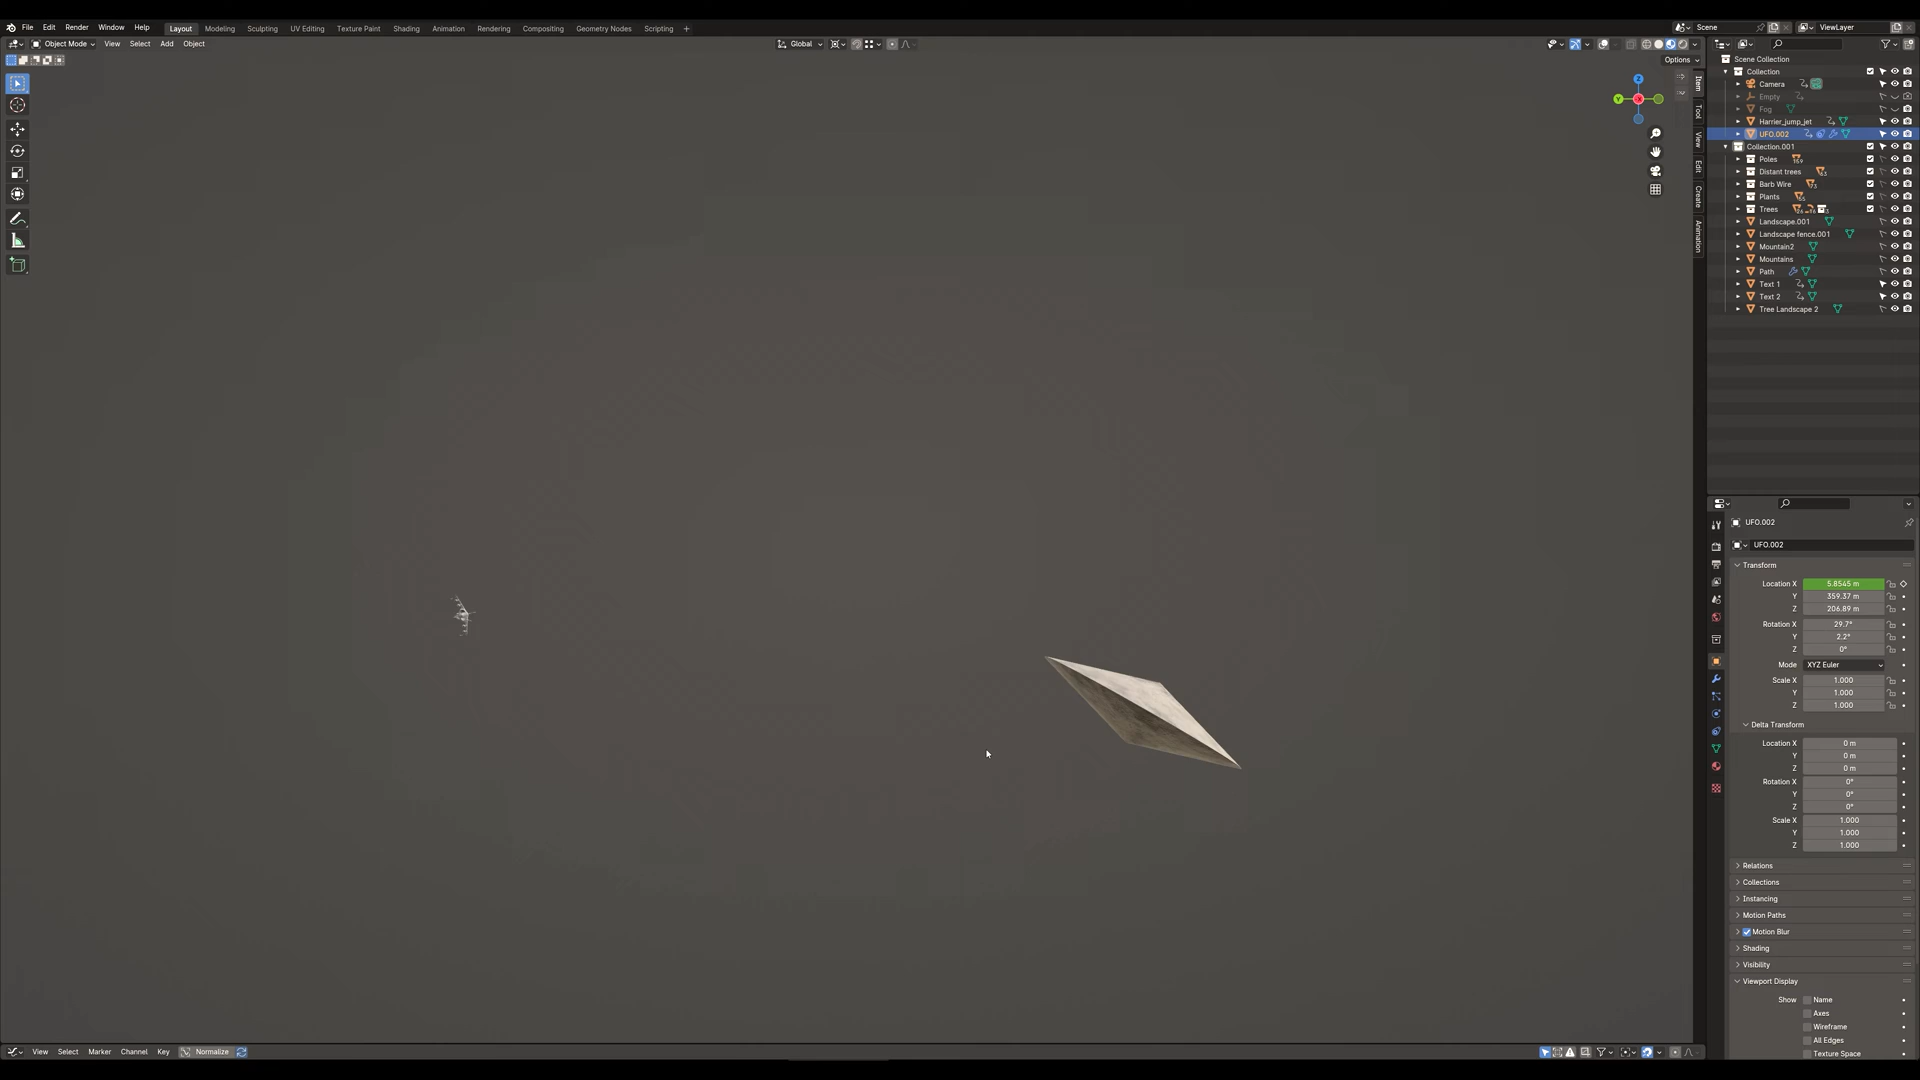 File Edit Render Window Help Layout Modeling Sculpting UV Editing Texture Paint Shading Animation Rendering Compositing Geometry Nodes Scripting + Scene ViewLayer
Object Mode View Select Add Object Global
Options
Item
Tool
View
Edit
Create
Animation
Scene Collection
Collection
Camera
Empty
Fog
Harrier_jump_jet
UFO.002
Collection.001
Poles
Distant trees
Barb Wire
Plants
Trees
Landscape.001
Landscape fence.001
Mountain2
Mountains
Path
Text 1
Text 2
Tree Landscape 2
UFO.002
UFO.002
Transform
Location X 5.8545 m
Y 359.37 m
Z 206.89 m
Rotation X 29.7°
Y 2.2°
Z 0°
Mode XYZ Euler
Scale X 1.000
Y 1.000
Z 1.000
Delta Transform
Location X 0 m
Y 0 m
Z 0 m
Rotation X 0°
Y 0°
Z 0°
Scale X 1.000
Y 1.000
Z 1.000
Relations
Collections
Instancing
Motion Paths
Motion Blur
Shading
Visibility
Viewport Display
Show Name
Axes
Wireframe
All Edges
Texture Space
View Select Marker Channel Key Normalize